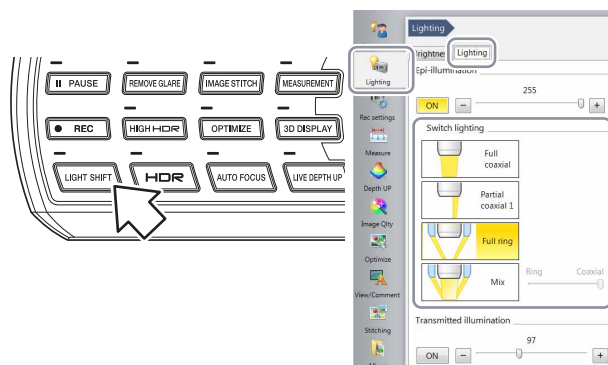 PAUSE
REMOVE GLARE
IMAGE STITCH
MEASUREMENT
REC
HIGH HDR
OPTIMIZE
3D DISPLAY
LIGHT SHIFT
HDR
AUTO FOCUS
LIVE DEPTH UP
Lighting
Lighting
Epi-illumination
255
ON
Switch lighting
Full
coaxial
Partial
coaxial 1
Full ring
Mix
Ring
Coaxial
Transmitted illumination
97
ON
Lighting
Rec settings
Measure
Depth UP
Image Qlty
Optimize
View/Comment
Stitching